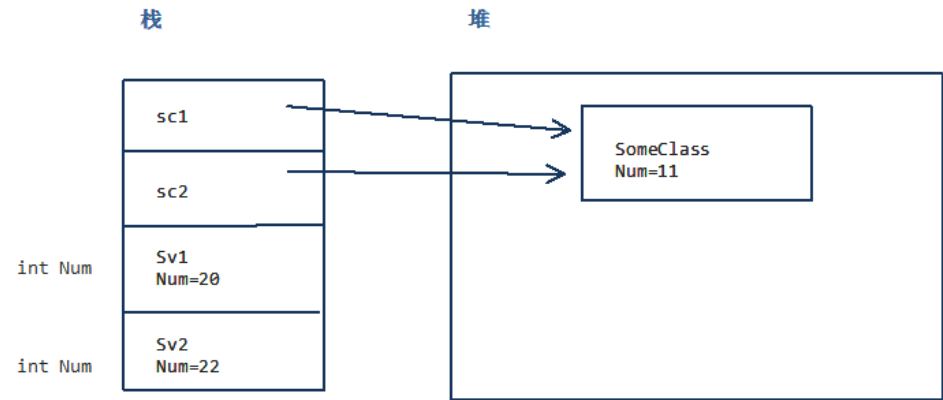 栈
堆
sc1
SomeClass
Num=11
sc2
Sv1
int Num
Num=20
Sv2
int Num
Num=22